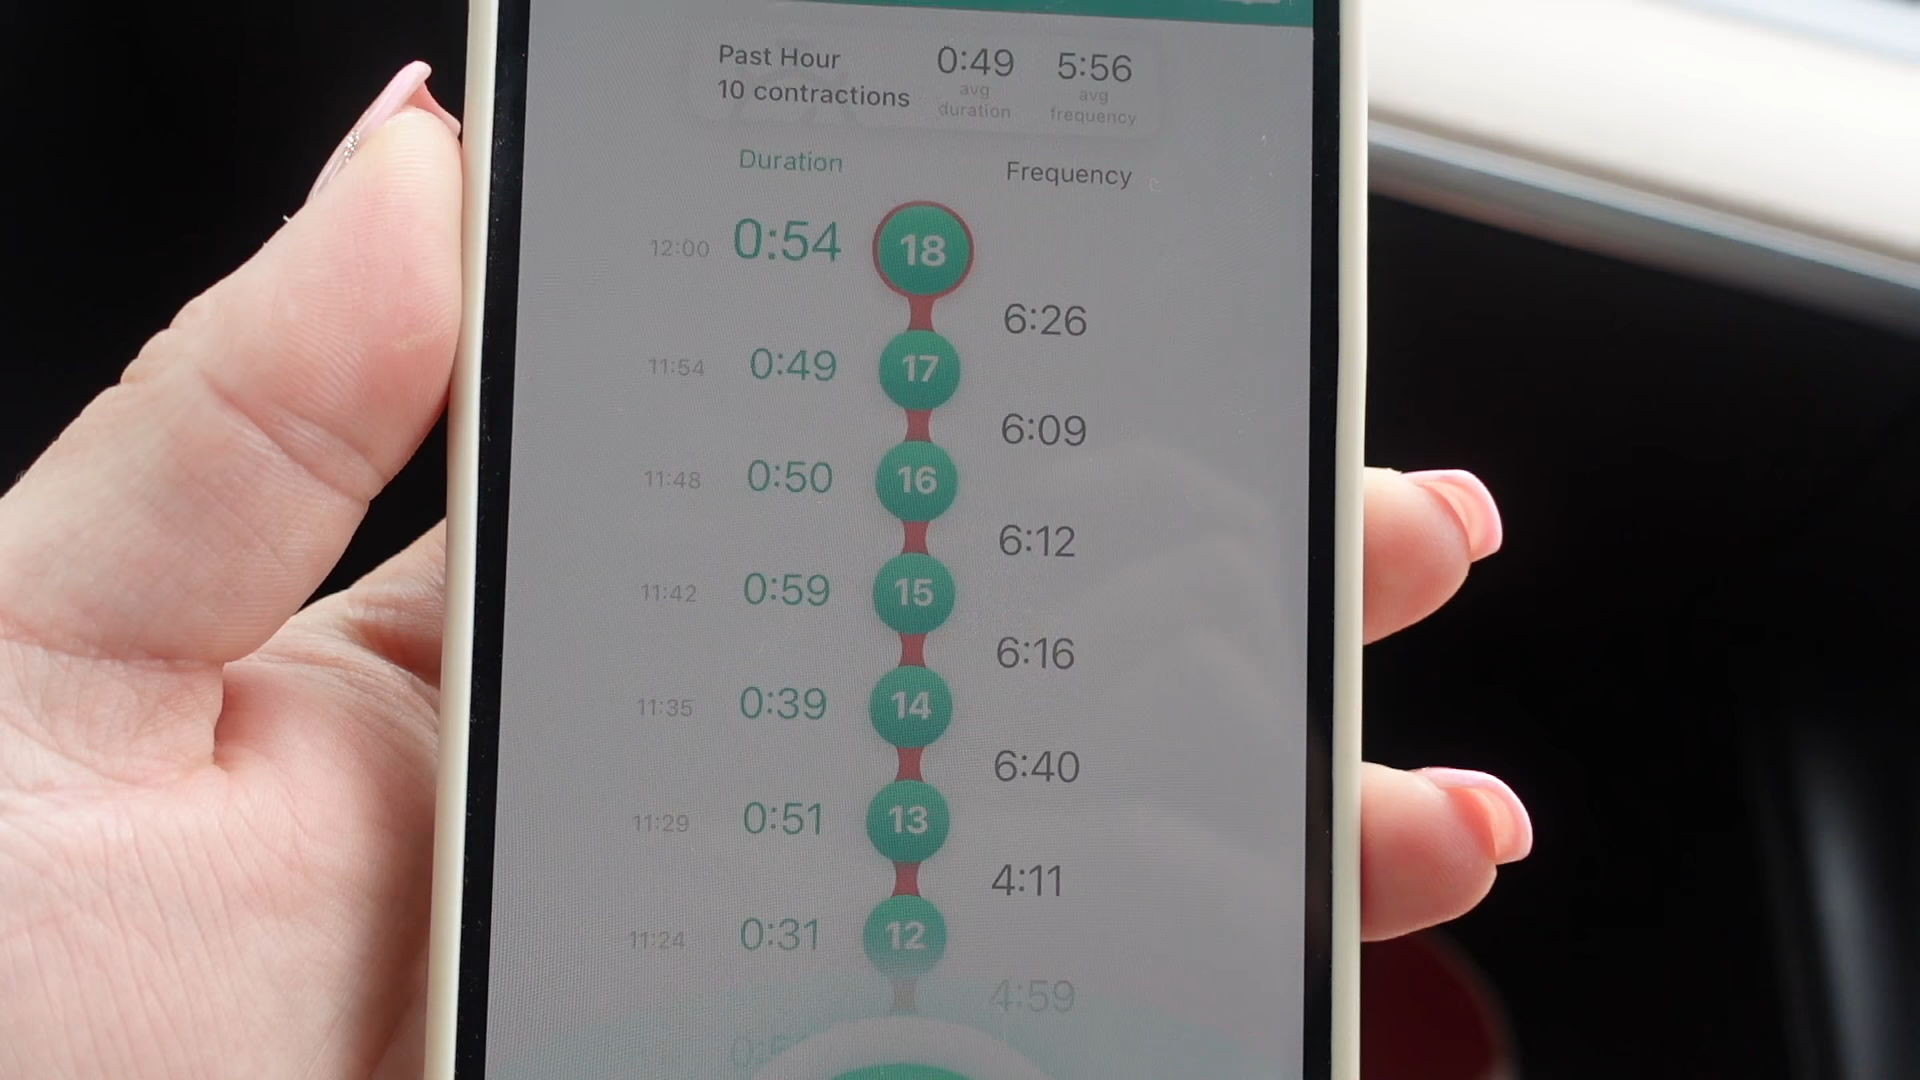 Past Hour
10 contractions
0:49
avg
duration
5:56
avg
frequency
Duration
Frequency
12:00 0:54 18
6:26
11:54 0:49 17
6:09
11:48 0:50 16
6:12
11:42 0:59 15
6:16
11:35 0:39 14
6:40
11:29 0:51 13
4:11
11:24 0:31 12
4:59